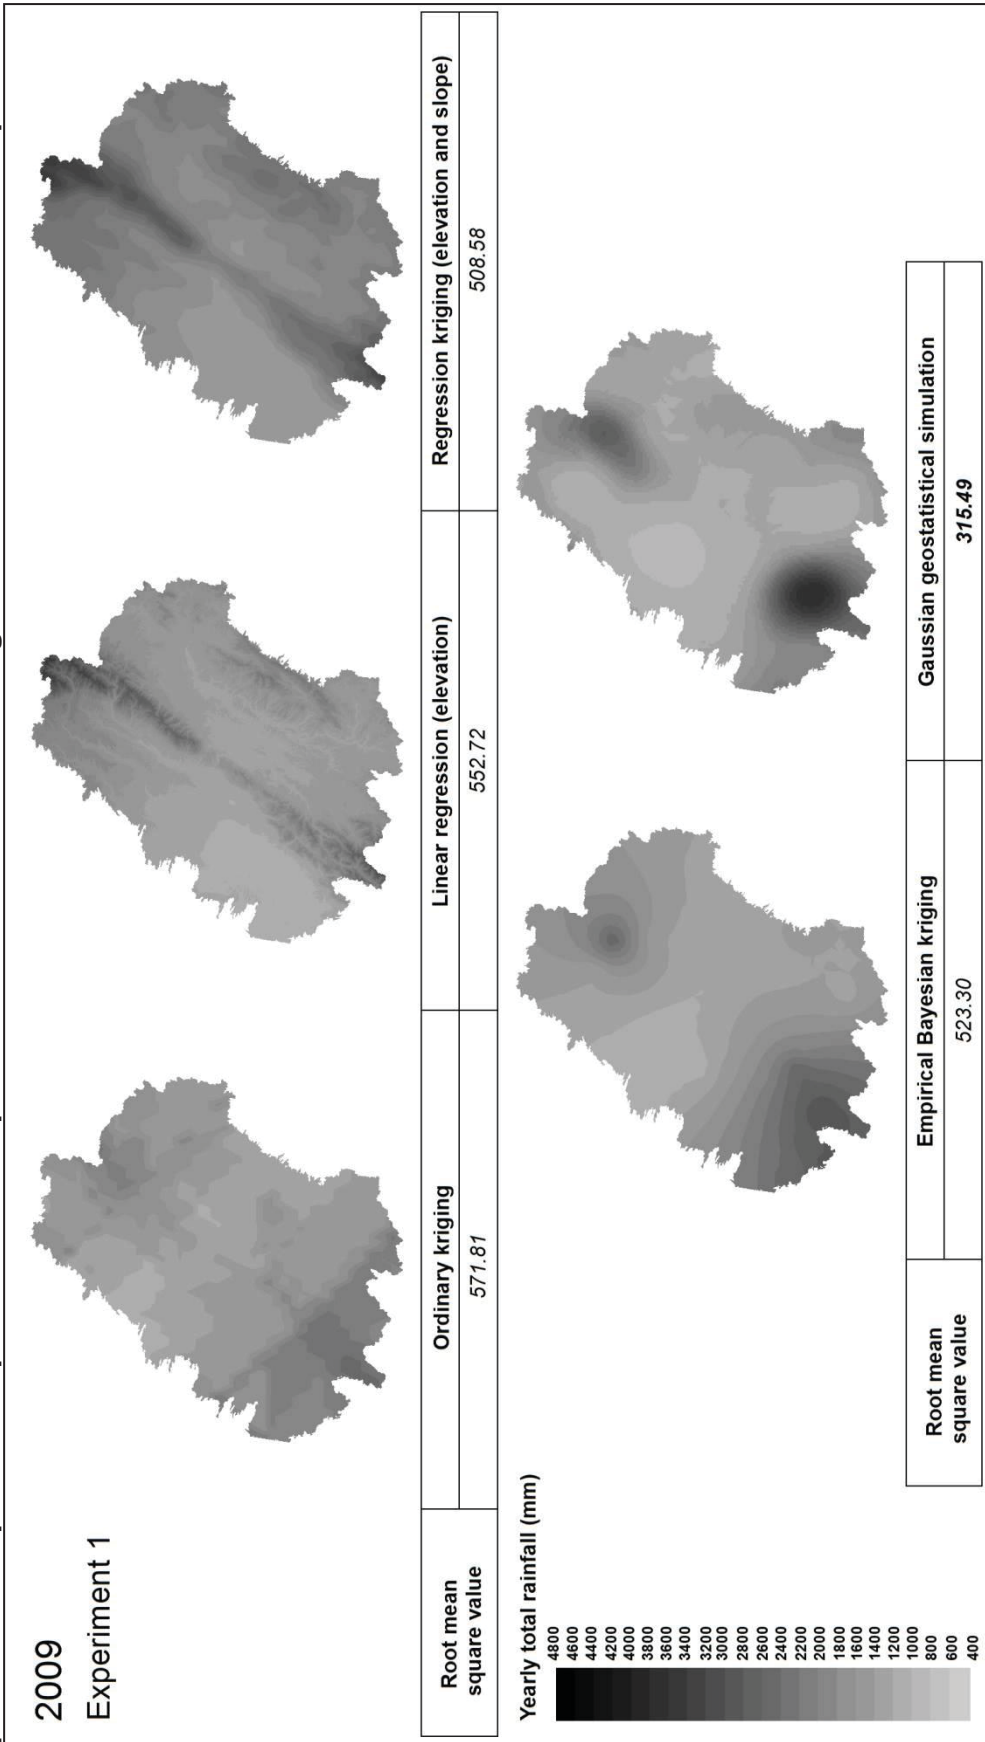 2009
Experiment 1
Root mean
square value
Ordinary kriging
571.81
Linear regression (elevation)
552.72
Regression kriging (elevation and slope)
508.58
Yearly total rainfall (mm)
4800
4600
4400
4200
4000
3800
3600
3400
3200
3000
2800
2600
2400
2200
2000
1800
1600
1400
1200
1000
800
600
400
Root mean
square value
Empirical Bayesian kriging
523.30
Gaussian geostatistical simulation
315.49